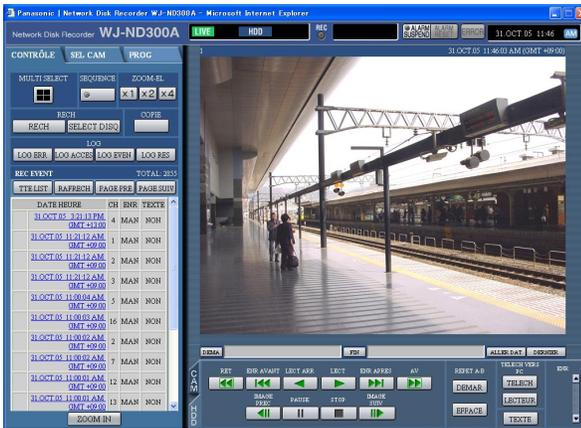 Panasonic | Network Disk Recorder WJ-ND300A - Microsoft Internet Explorer
Network Disk Recorder WJ-ND300A
LIVE HDD REC ALARM SUSPEND ALARM RESET ERROR 31.OCT.05 11:46 AM
CONTRÔLE SEL CAM PROG
1 31.OCT.05 11:46:03 AM (GMT +09:00)
MULTI SELECT SEQUENCE ZOOM-EL
x1 x2 x4
RECH COPIE
RECH SELECT DISQ
LOG
LOG ERR. LOG ACCES LOG EVEN LOG RES
REC EVENT TOTAL: 2855
TTE LIST RAFRECH PAGE PRE PAGE SUIV
DATE HEURE CH ENR TEXTE
31.OCT.05 3:21:13 PM GMT +13:00 4 MAN NON
31.OCT.05 11:21:12 AM GMT +09:00 1 MAN NON
31.OCT.05 11:21:12 AM GMT +09:00 2 MAN NON
31.OCT.05 11:21:12 AM GMT +09:00 3 MAN NON
31.OCT.05 11:00:04 AM GMT +09:00 5 MAN NON
31.OCT.05 11:00:03 AM GMT +09:00 16 MAN NON
31.OCT.05 11:00:02 AM GMT +09:00 2 MAN NON
31.OCT.05 11:00:02 AM GMT +09:00 7 MAN NON
31.OCT.05 11:00:01 AM GMT +09:00 12 MAN NON
31.OCT.05 11:00:01 AM GMT +09:00 13 MAN NON
ZOOM IN
DEMA FIN ALLER DAT DERNIER
CAM
HDD
RET ENR AVANT LECT ARR LECT ENR APRES AV
IMAGE PREC PAUSE STOP IMAGE SUIV
REPET A-B
DEMAR
EFFACE
TELECH VERS PC
TELECH
LECTEUR
TEXTE
ENR